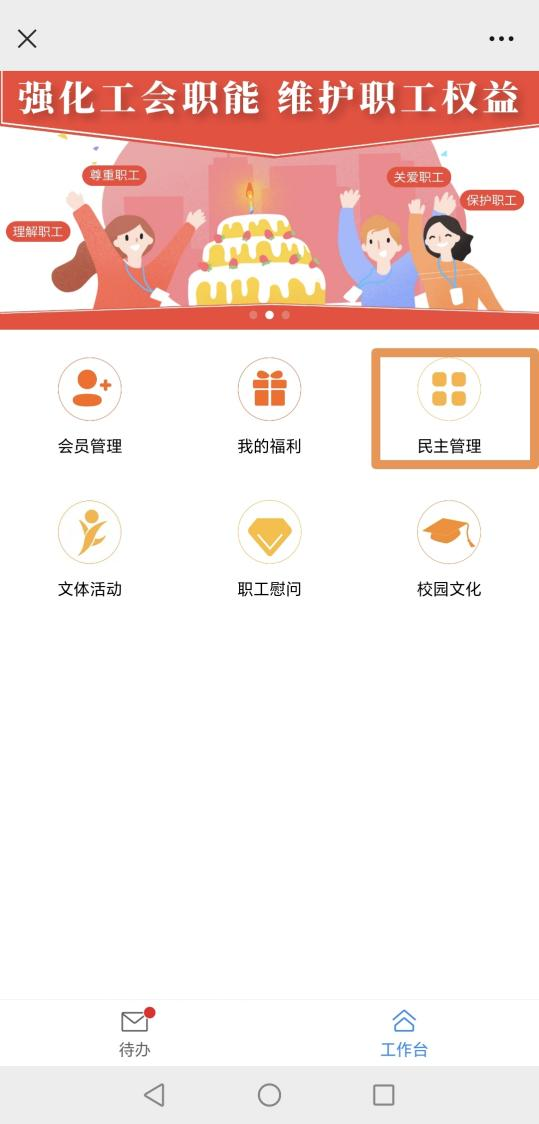 强化工会职能 维护职工权益
尊重职工
关爱职工
保护职工
理解职工
会员管理
我的福利
民主管理
文体活动
职工慰问
校园文化
待办
工作台